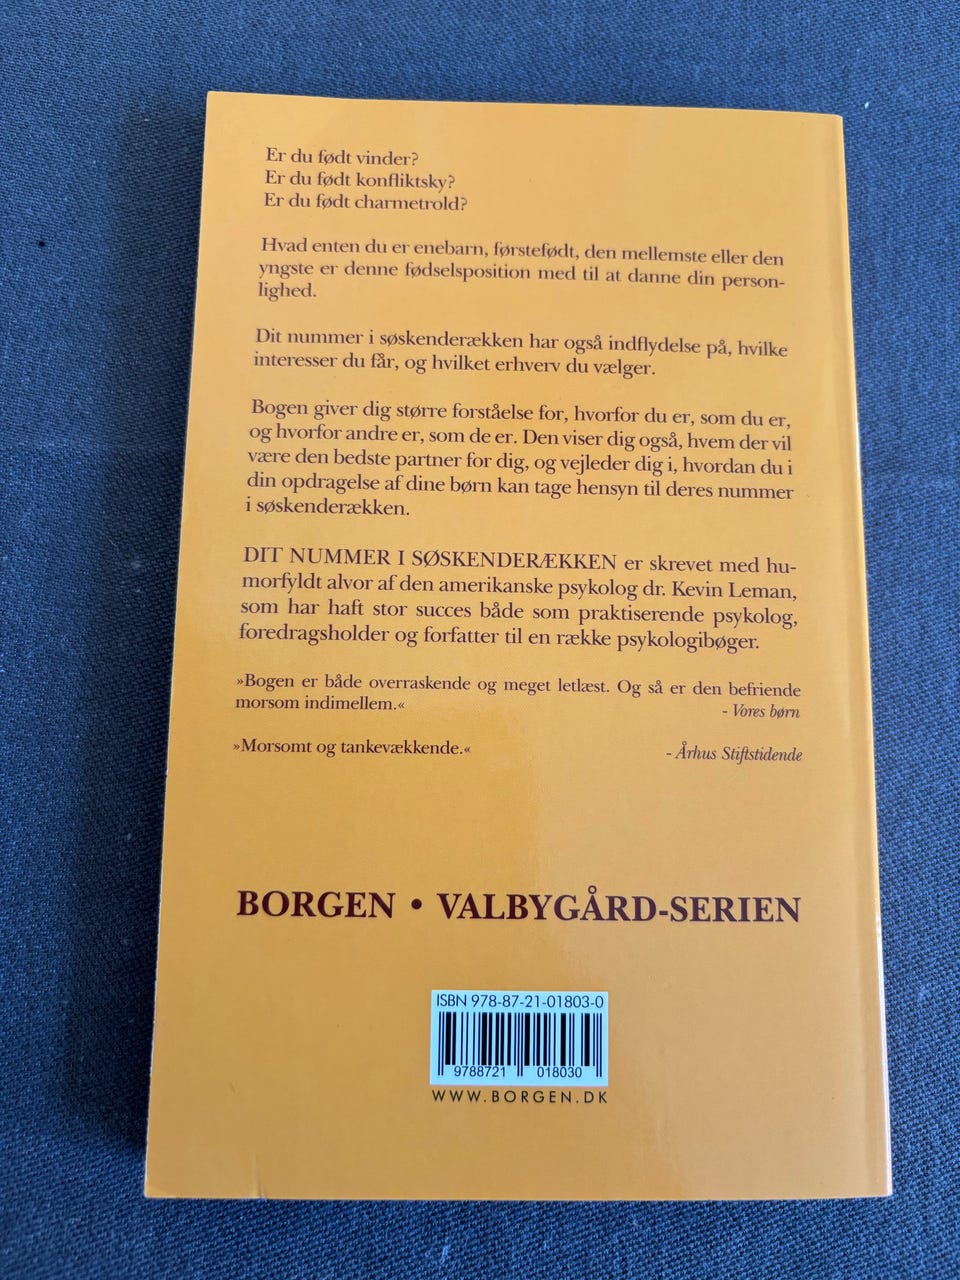 Er du født vinder?
Er du født konfliktsky?
Er du født charmetrold?
Hvad enten du er enebarn, førstefødt, den mellemste eller den
yngste er denne fødselsposition med til at danne din person-
lighed.
Dit nummer i søskenderækken har også indflydelse på, hvilke
interesser du får, og hvilket erhverv du vælger.
Bogen giver dig større forståelse for, hvorfor du er, som du er,
og hvorfor andre er, som de er. Den viser dig også, hvem der vil
være den bedste partner for dig, og vejleder dig i, hvordan du i
din opdragelse af dine børn kan tage hensyn til deres nummer
i søskenderækken.
DIT NUMMER I SØSKENDERÆKKEN er skrevet med hu-
morfyldt alvor af den amerikanske psykolog dr. Kevin Leman,
som har haft stor succes både som praktiserende psykolog,
foredragsholder og forfatter til en række psykologibøger.
»Bogen er både overraskende og meget letlæst. Og så er den befriende
morsom indimellem.« - Vores børn
»Morsomt og tankevækkende.« - Århus Stiftstidende
BORGEN • VALBYGÅRD-SERIEN
ISBN 978-87-21-01803-0
9788721 018030
WWW.BORGEN.DK